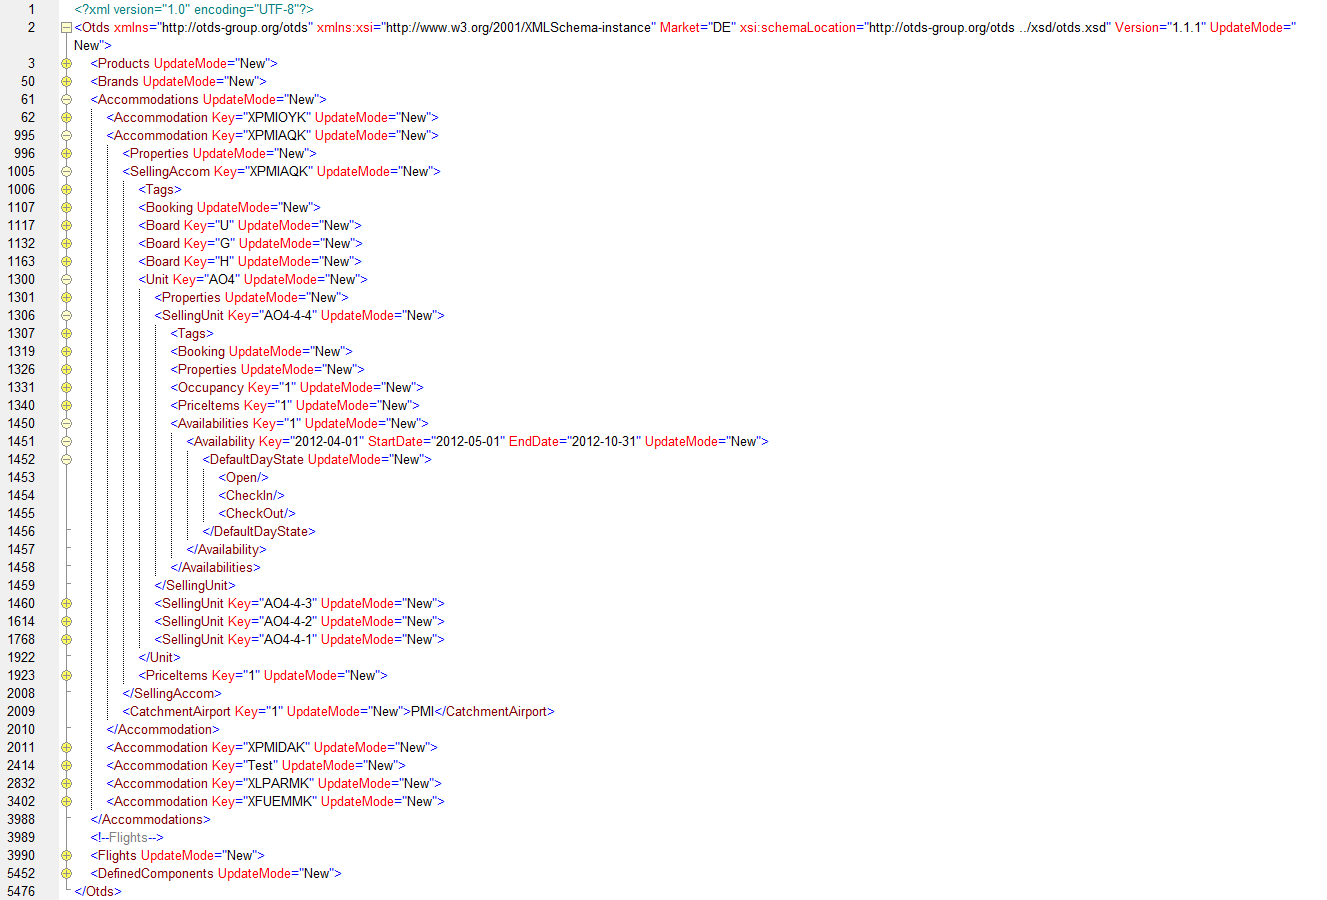 1 <?xml version="1.0" encoding="UTF-8"?>
2 <Otds xmlns="http://otds-group.org/otds" xmlns:xsi="http://www.w3.org/2001/XMLSchema-instance" Market="DE" xsi:schemaLocation="http://otds-group.org/otds ../xsd/otds.xsd" Version="1.1.1" UpdateMode="
New">
3 <Products UpdateMode="New">
50 <Brands UpdateMode="New">
61 <Accommodations UpdateMode="New">
62 <Accommodation Key="XPMIOYK" UpdateMode="New">
995 <Accommodation Key="XPMIAQK" UpdateMode="New">
996 <Properties UpdateMode="New">
1005 <SellingAccom Key="XPMIAQK" UpdateMode="New">
1006 <Tags>
1107 <Booking UpdateMode="New">
1117 <Board Key="U" UpdateMode="New">
1132 <Board Key="G" UpdateMode="New">
1163 <Board Key="H" UpdateMode="New">
1300 <Unit Key="AO4" UpdateMode="New">
1301 <Properties UpdateMode="New">
1306 <SellingUnit Key="AO4-4-4" UpdateMode="New">
1307 <Tags>
1319 <Booking UpdateMode="New">
1326 <Properties UpdateMode="New">
1331 <Occupancy Key="1" UpdateMode="New">
1340 <PriceItems Key="1" UpdateMode="New">
1450 <Availabilities Key="1" UpdateMode="New">
1451 <Availability Key="2012-04-01" StartDate="2012-05-01" EndDate="2012-10-31" UpdateMode="New">
1452 <DefaultDayState UpdateMode="New">
1453 <Open/>
1454 <CheckIn/>
1455 <CheckOut/>
1456 </DefaultDayState>
1457 </Availability>
1458 </Availabilities>
1459 </SellingUnit>
1460 <SellingUnit Key="AO4-4-3" UpdateMode="New">
1614 <SellingUnit Key="AO4-4-2" UpdateMode="New">
1768 <SellingUnit Key="AO4-4-1" UpdateMode="New">
1922 </Unit>
1923 <PriceItems Key="1" UpdateMode="New">
2008 </SellingAccom>
2009 <CatchmentAirport Key="1" UpdateMode="New">PMI</CatchmentAirport>
2010 </Accommodation>
2011 <Accommodation Key="XPMIDAK" UpdateMode="New">
2414 <Accommodation Key="Test" UpdateMode="New">
2832 <Accommodation Key="XLPARMK" UpdateMode="New">
3402 <Accommodation Key="XFUEMMK" UpdateMode="New">
3988 </Accommodations>
3989 <!--Flights-->
3990 <Flights UpdateMode="New">
5452 <DefinedComponents UpdateMode="New">
5476 </Otds>